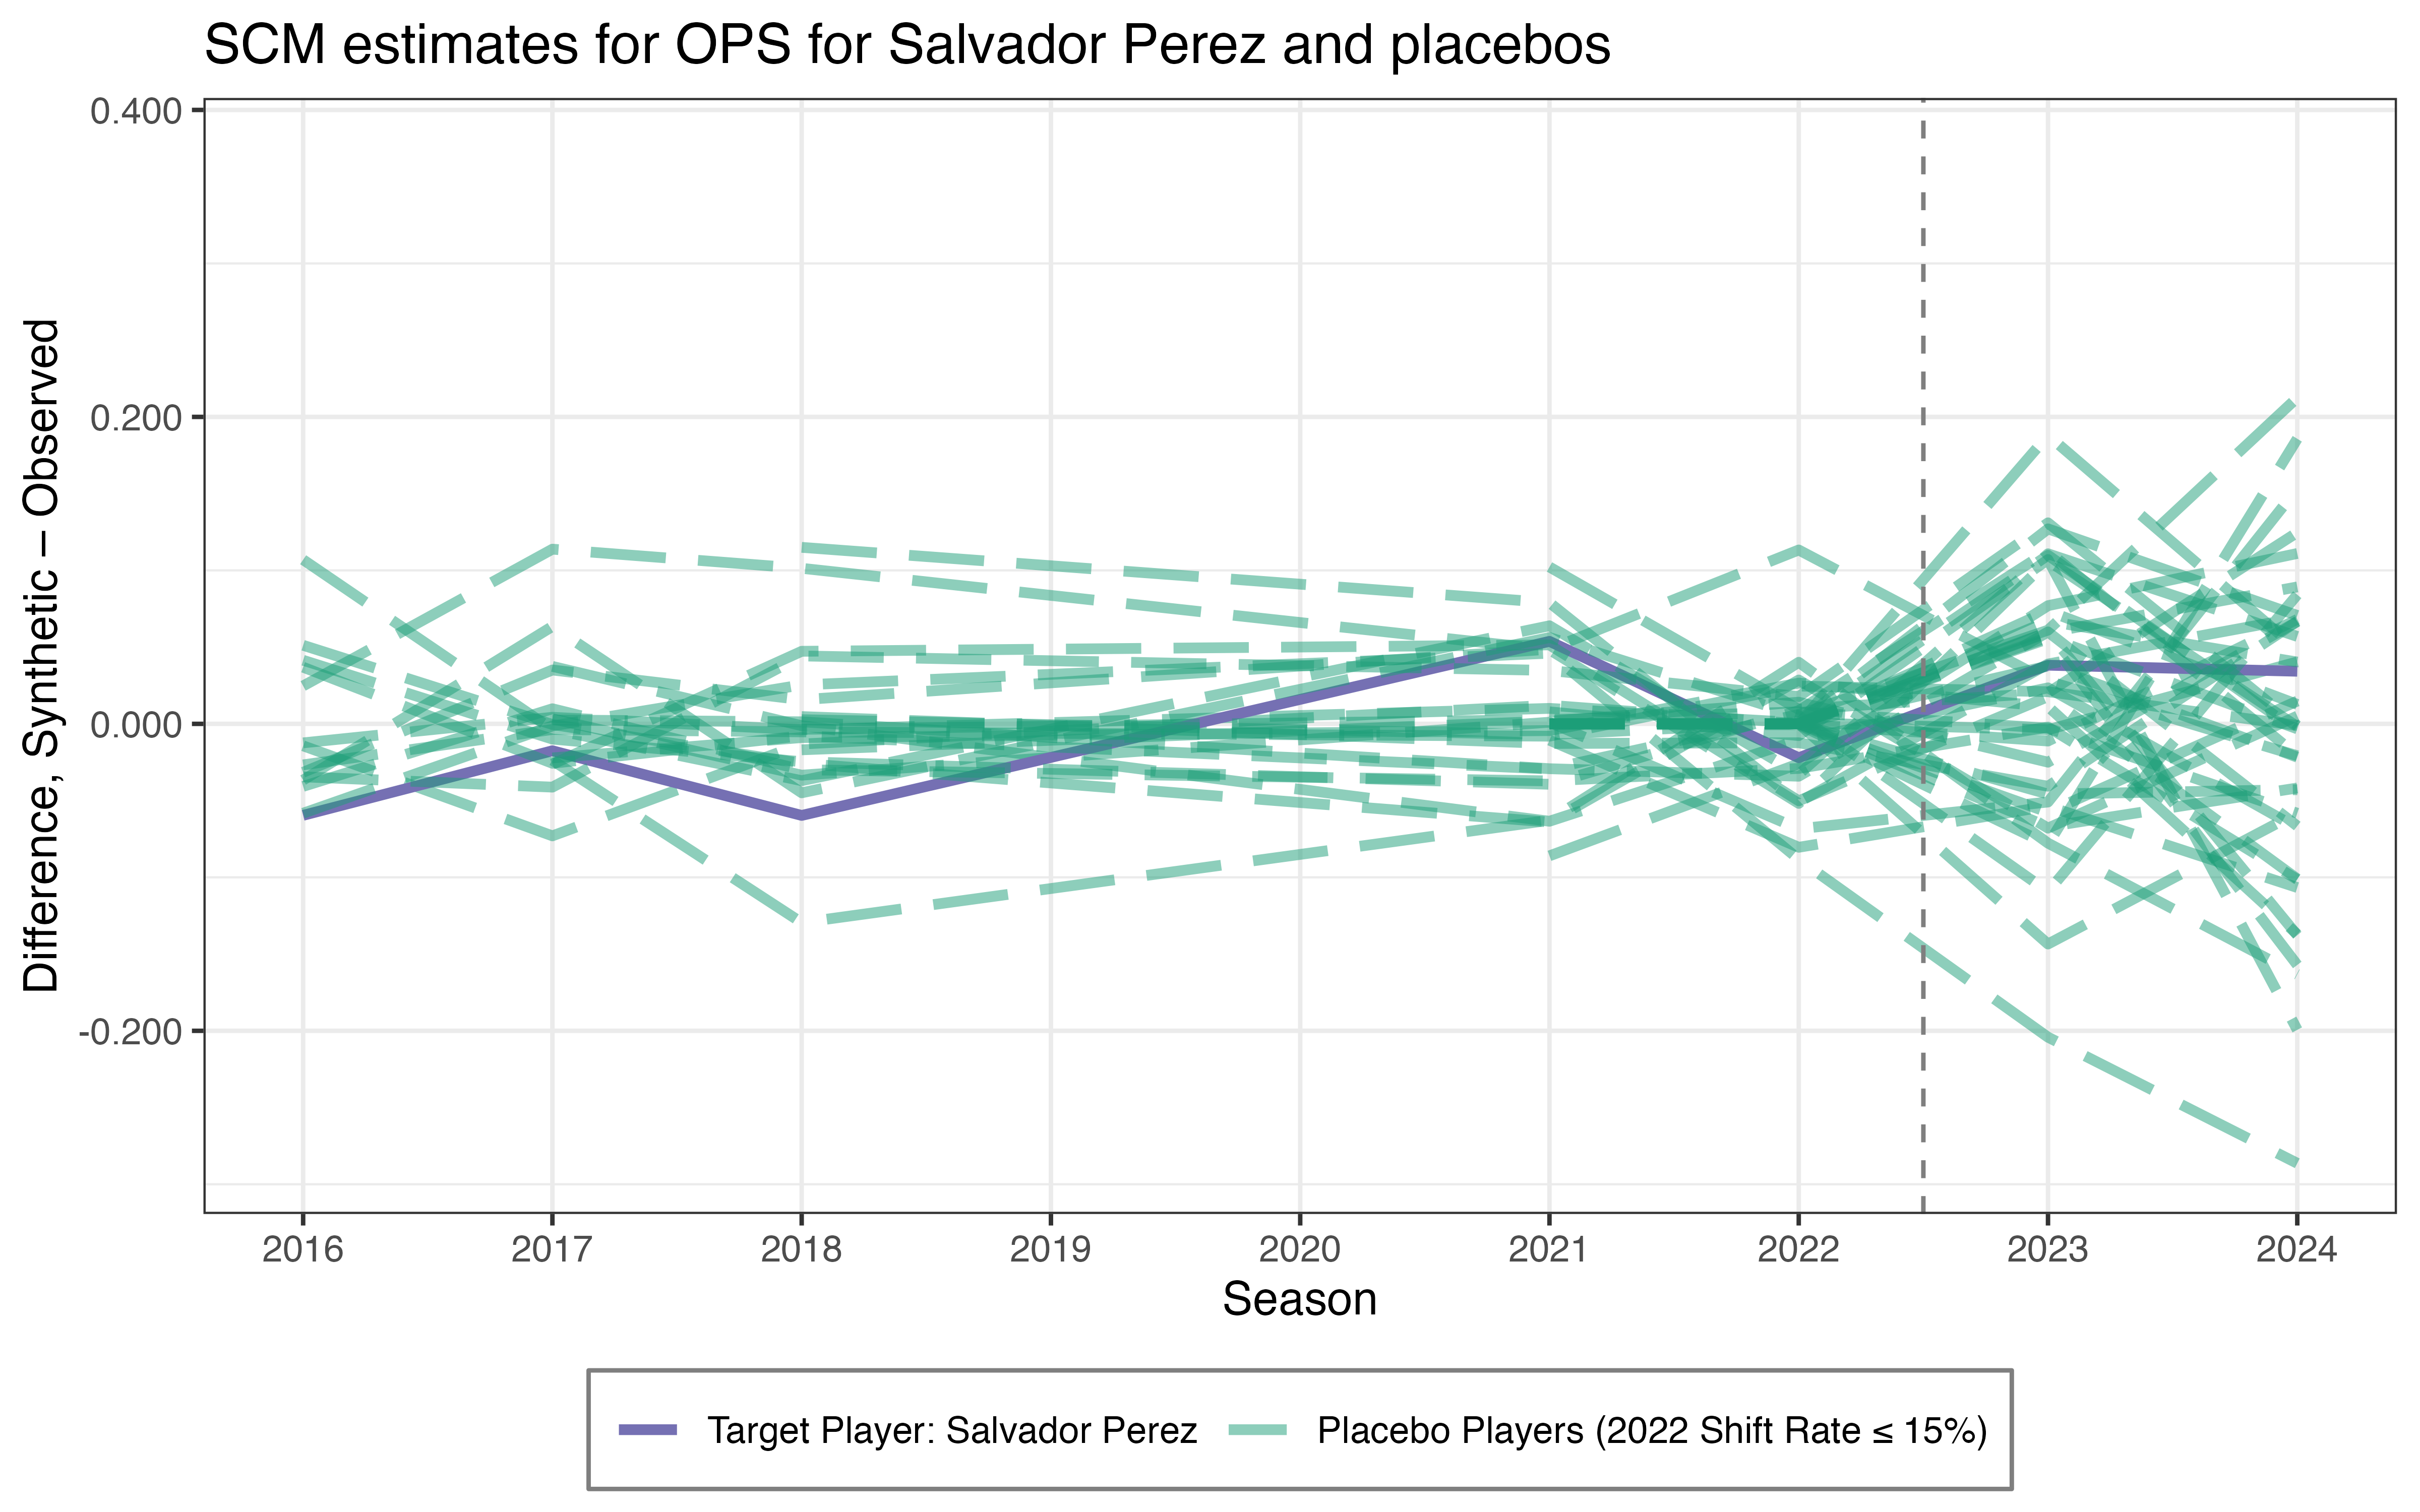 SCM estimates for OPS for Salvador Perez and placebos
Difference, Synthetic − Observed
0.400
0.200
0.000
-0.200
2016 2017 2018 2019 2020 2021 2022 2023 2024
Season
Target Player: Salvador Perez Placebo Players (2022 Shift Rate ≤ 15%)